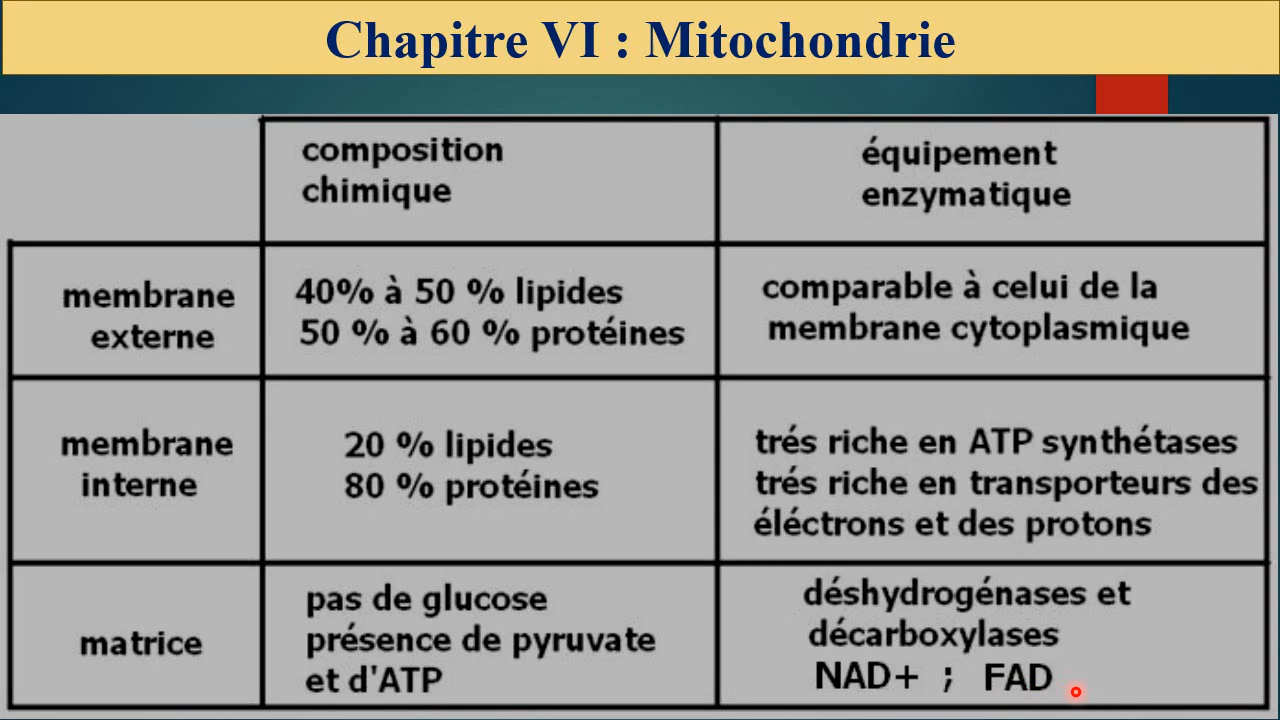 Chapitre VI : Mitochondrie
composition
chimique
équipement
enzymatique
membrane
externe
40% à 50 % lipides
50 % à 60 % protéines
comparable à celui de la
membrane cytoplasmique
membrane
interne
20 % lipides
80 % protéines
trés riche en ATP synthétases
trés riche en transporteurs des
éléctrons et des protons
matrice
pas de glucose
présence de pyruvate
et d'ATP
déshydrogénases et
décarboxylases
NAD+ ; FAD